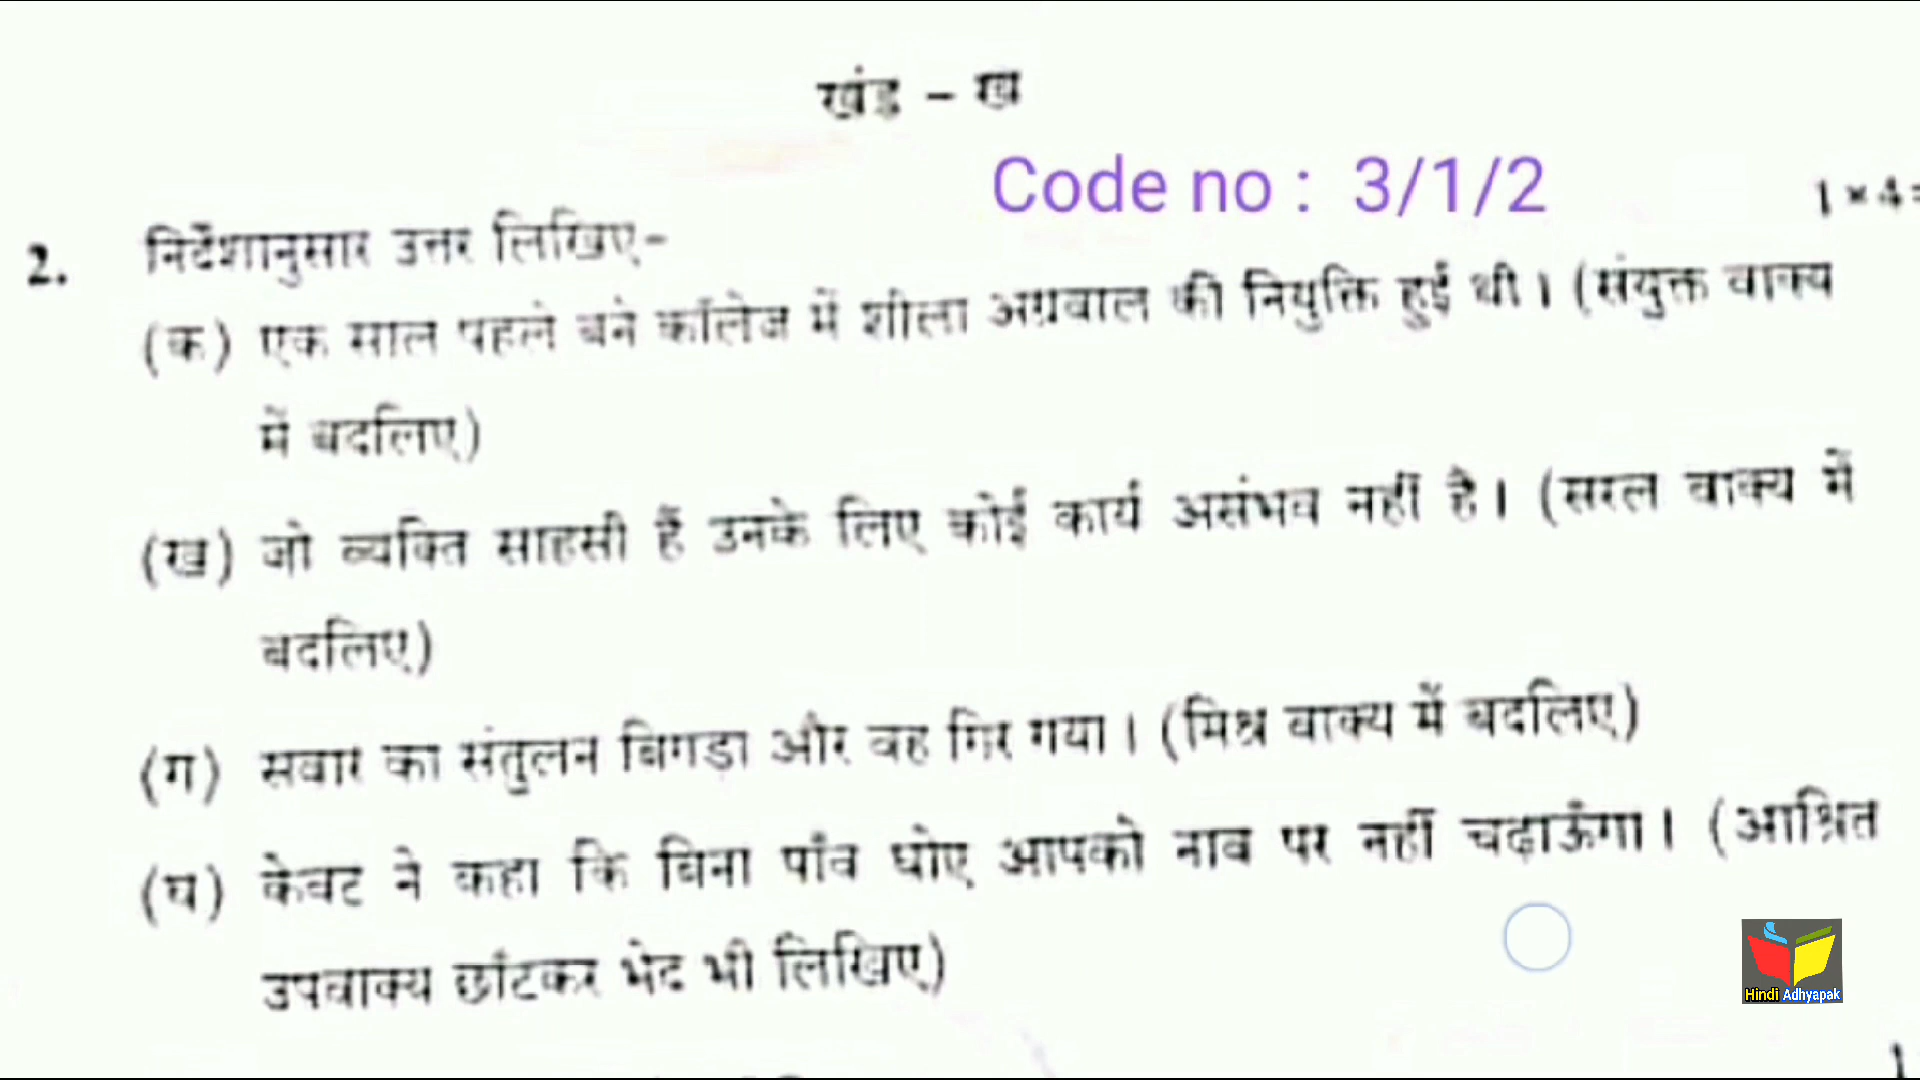 खंड – ख
Code no : 3/1/2
1 × 4 =
2. निर्देशानुसार उत्तर लिखिए-
(क) एक साल पहले बने कॉलेज में शीला अग्रवाल की नियुक्ति हुई थी। (संयुक्त वाक्य
में बदलिए)
(ख) जो व्यक्ति साहसी हैं उनके लिए कोई कार्य असंभव नहीं है। (सरल वाक्य में
बदलिए)
(ग) सवार का संतुलन बिगड़ा और वह गिर गया। (मिश्र वाक्य में बदलिए)
(घ) केवट ने कहा कि बिना पाँव धोए आपको नाव पर नहीं चढ़ाऊँगा। (आश्रित
उपवाक्य छाँटकर भेद भी लिखिए)
Hindi Adhyapak
1